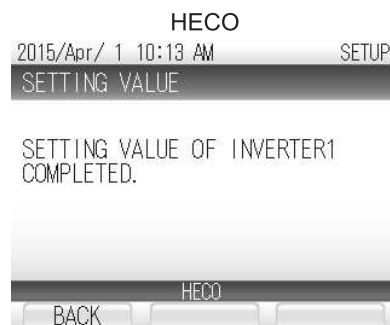 HECO
2015/Apr/ 1 10:13 AM SETUP
SETTING VALUE
SETTING VALUE OF INVERTER1
COMPLETED.
HECO
BACK